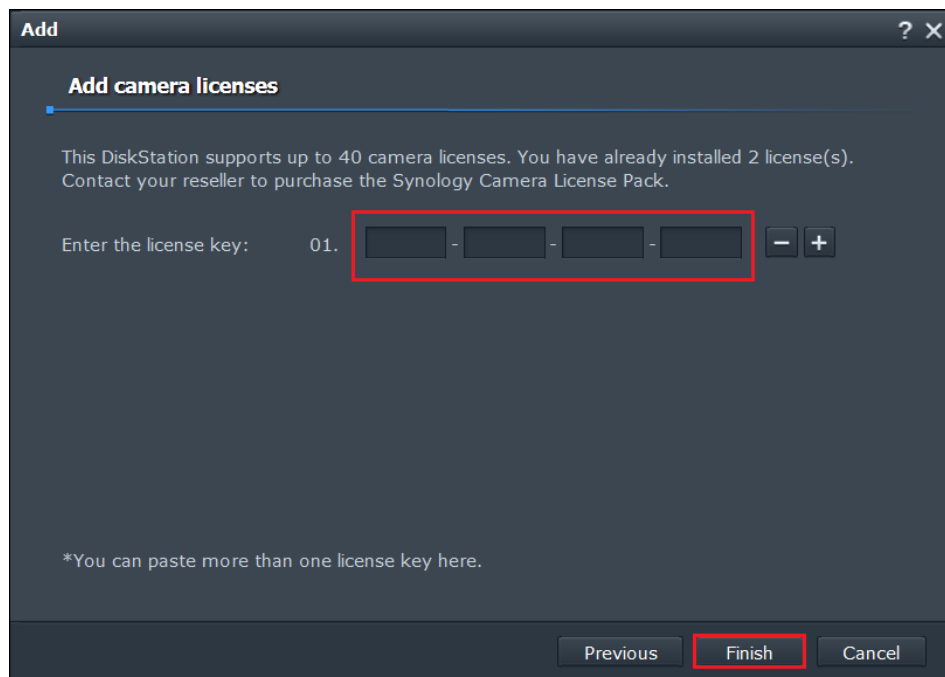 Add ? X
Add camera licenses
This DiskStation supports up to 40 camera licenses. You have already installed 2 license(s).
Contact your reseller to purchase the Synology Camera License Pack.
Enter the license key: 01. - - - − +
*You can paste more than one license key here.
Previous Finish Cancel